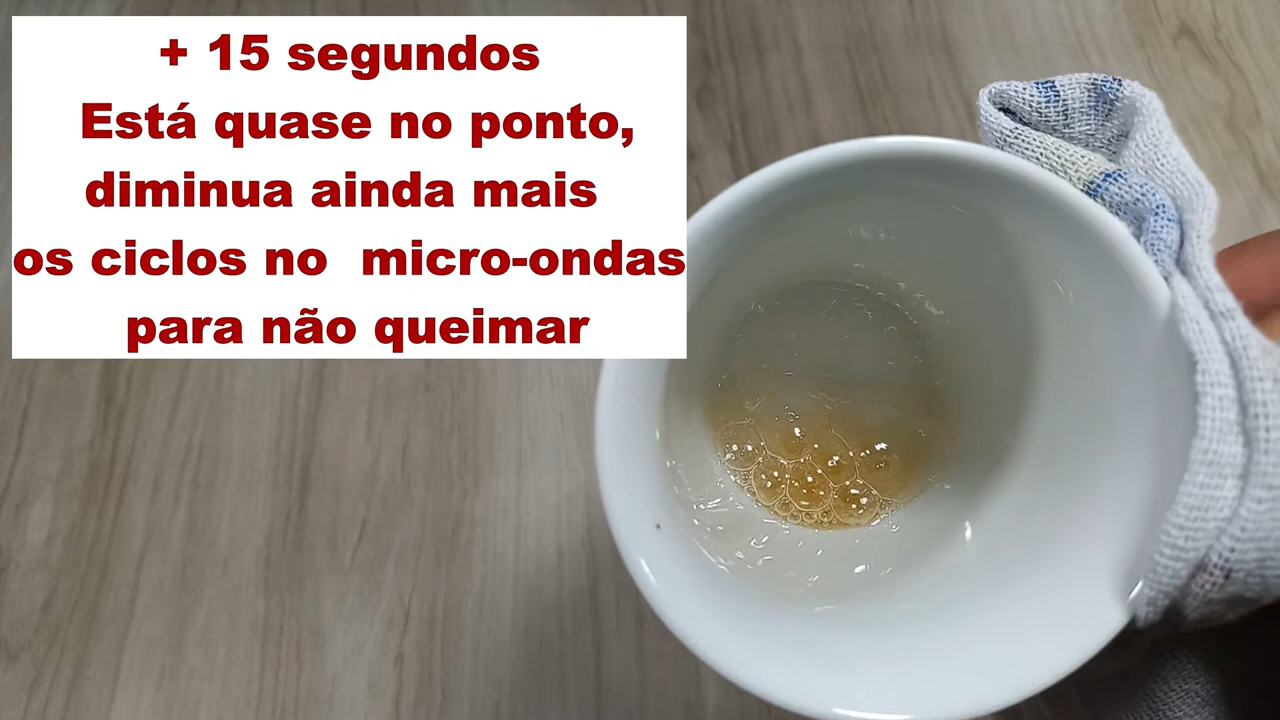 + 15 segundos
Está quase no ponto,
diminua ainda mais
os ciclos no micro-ondas
para não queimar